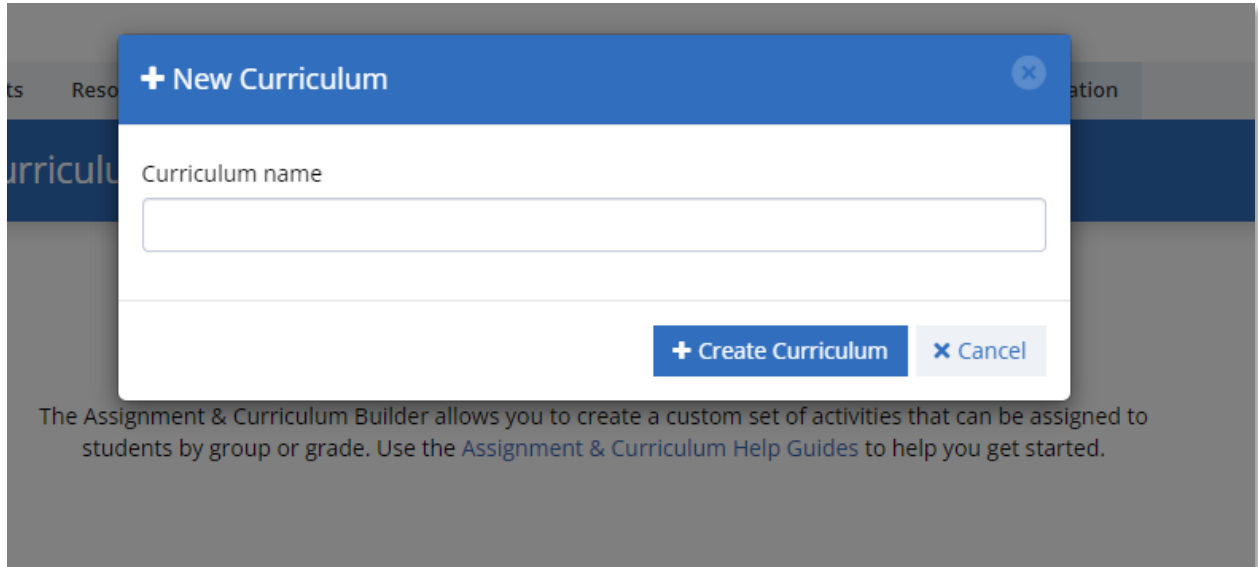 New Curriculum
ts Reso ation
urriculu
Curriculum name
Create Curriculum Cancel
The Assignment & Curriculum Builder allows you to create a custom set of activities that can be assigned to
students by group or grade. Use the Assignment & Curriculum Help Guides to help you get started.